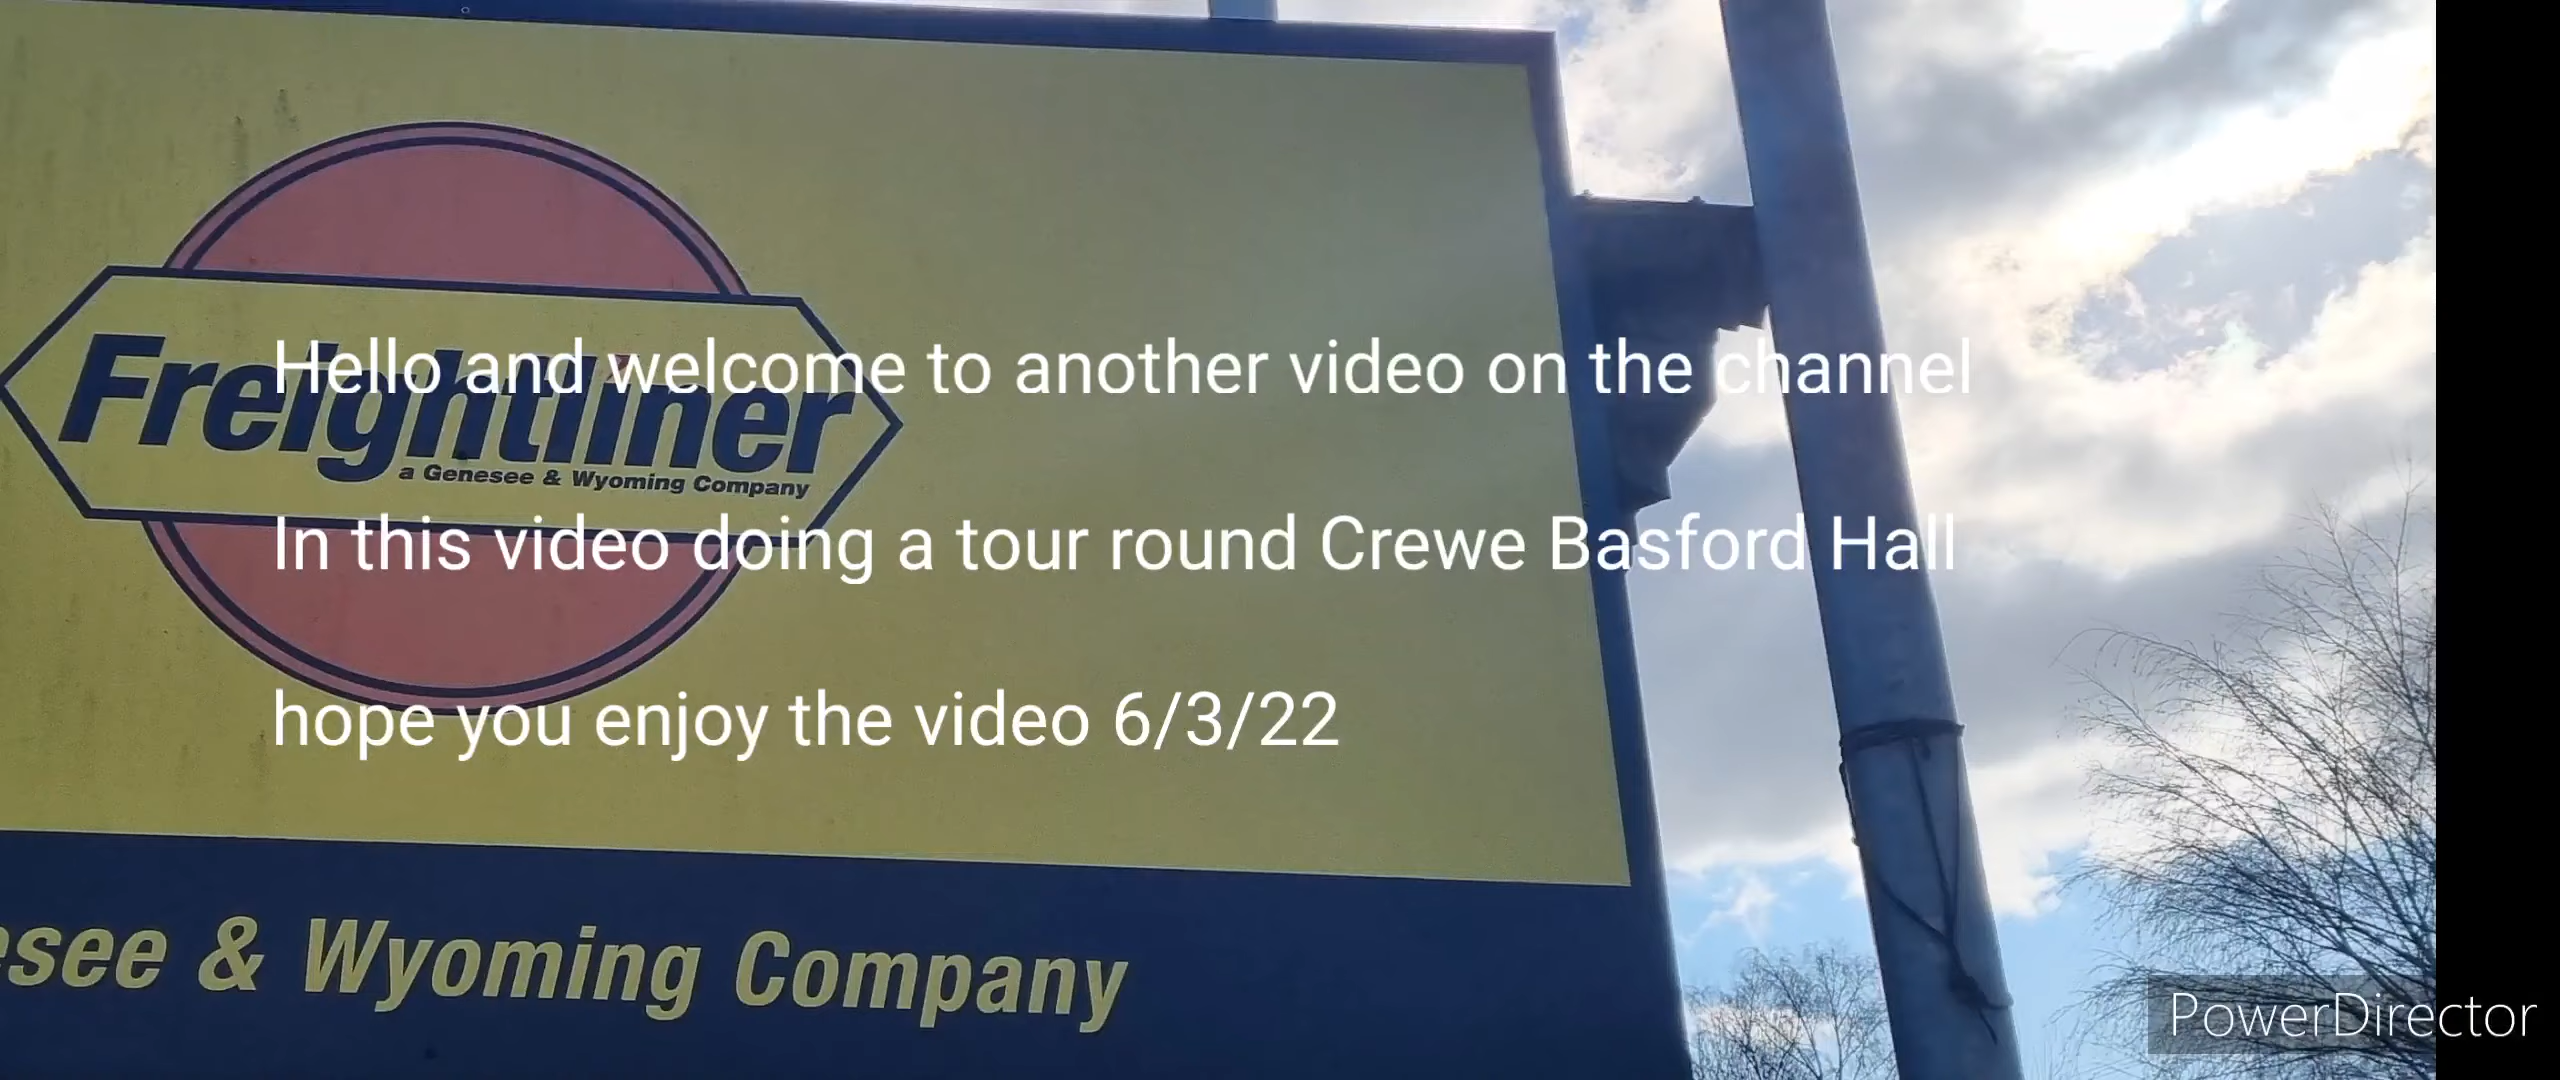 Freightliner
a Genesee & Wyoming Company
Hello and welcome to another video on the channel
In this video doing a tour round Crewe Basford Hall
hope you enjoy the video 6/3/22
esee & Wyoming Company
PowerDirector